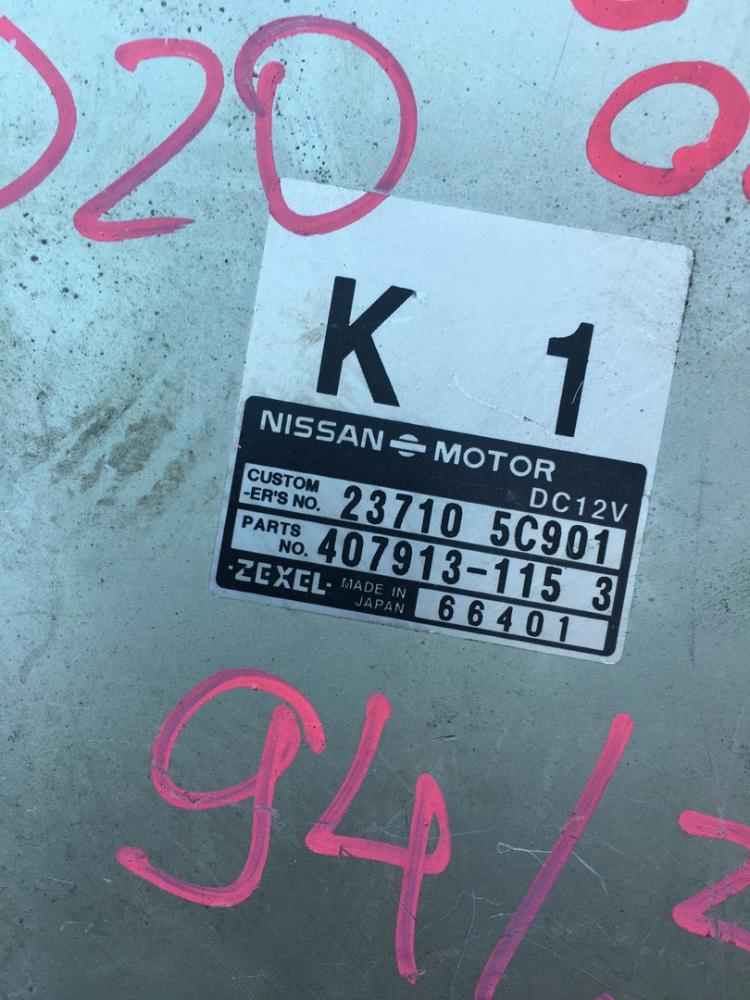 020
K 1
NISSAN MOTOR
DC12V
CUSTOM
-ER'S NO. 23710 5C901
PARTS
NO. 407913-115 3
·ZEXEL· MADE IN
JAPAN 66401
94/